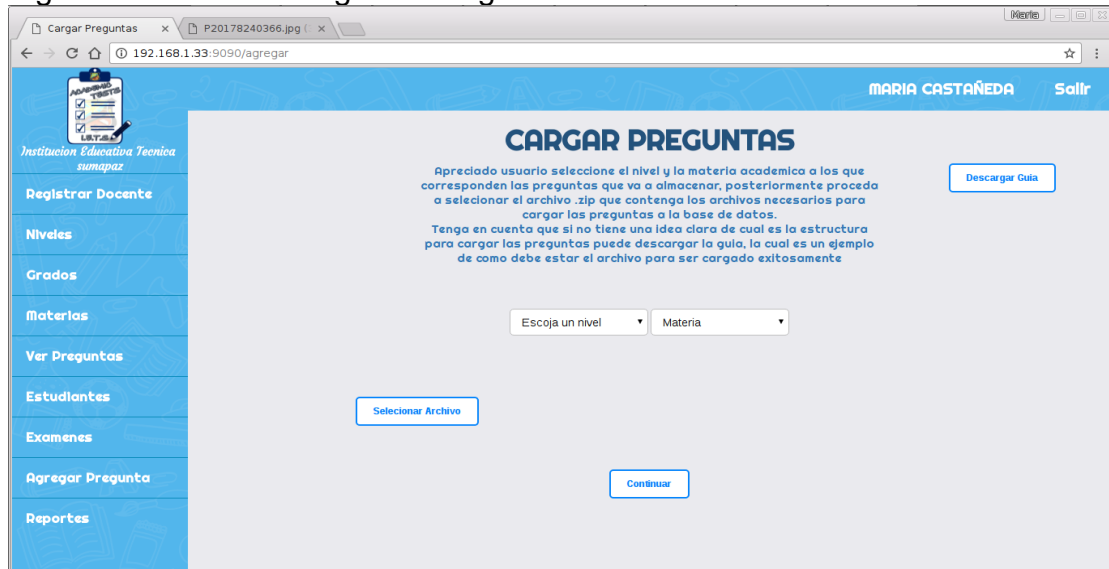 Maria
Cargar Preguntas
P20178240366.jpg (
192.168.1.33:9090/agregar
MARIA CASTAÑEDA
Salir
ACADEMIC
TESTS
I.S.T.S
Institucion Educativa Tecnica
sumapaz
Registrar Docente
Niveles
Grados
Materias
Ver Preguntas
Estudiantes
Examenes
Agregar Pregunta
Reportes
CARGAR PREGUNTAS
Apreciado usuario seleccione el nivel y la materia academica a los que
corresponden las preguntas que va a almacenar, posteriormente proceda
a selecionar el archivo .zip que contenga los archivos necesarios para
cargar las preguntas a la base de datos.
Tenga en cuenta que si no tiene una idea clara de cual es la estructura
para cargar las preguntas puede descargar la guia, la cual es un ejemplo
de como debe estar el archivo para ser cargado exitosamente
Descargar Guia
Escoja un nivel
Materia
Selecionar Archivo
Continuar